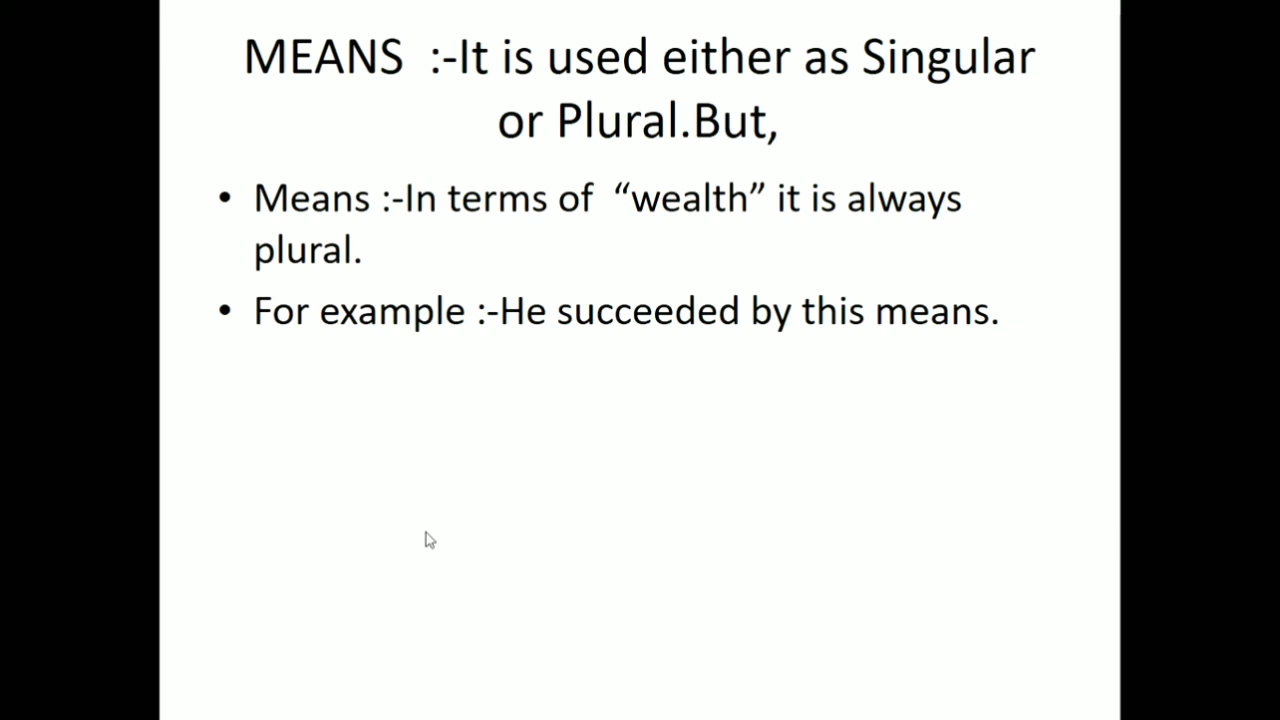 MEANS  :-It is used either as Singular
or Plural.But,
• Means :-In terms of  “wealth” it is always
plural.
• For example :-He succeeded by this means.